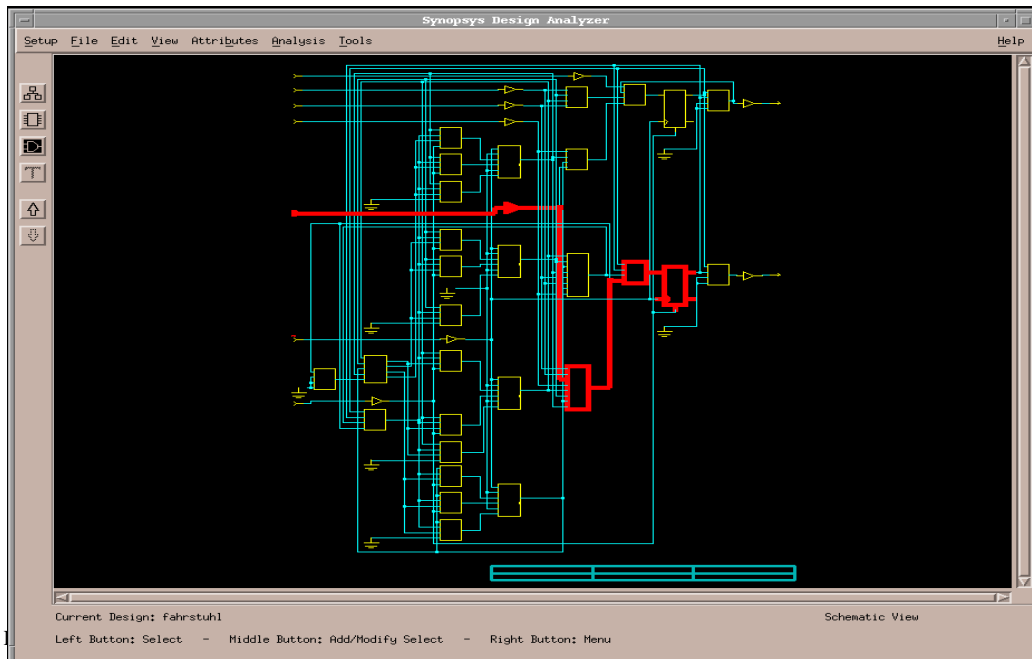 Synopsys Design Analyzer
Setup File Edit View Attributes Analysis Tools Help
Current Design: fahrstuhl Schematic View
Left Button: Select - Middle Button: Add/Modify Select - Right Button: Menu